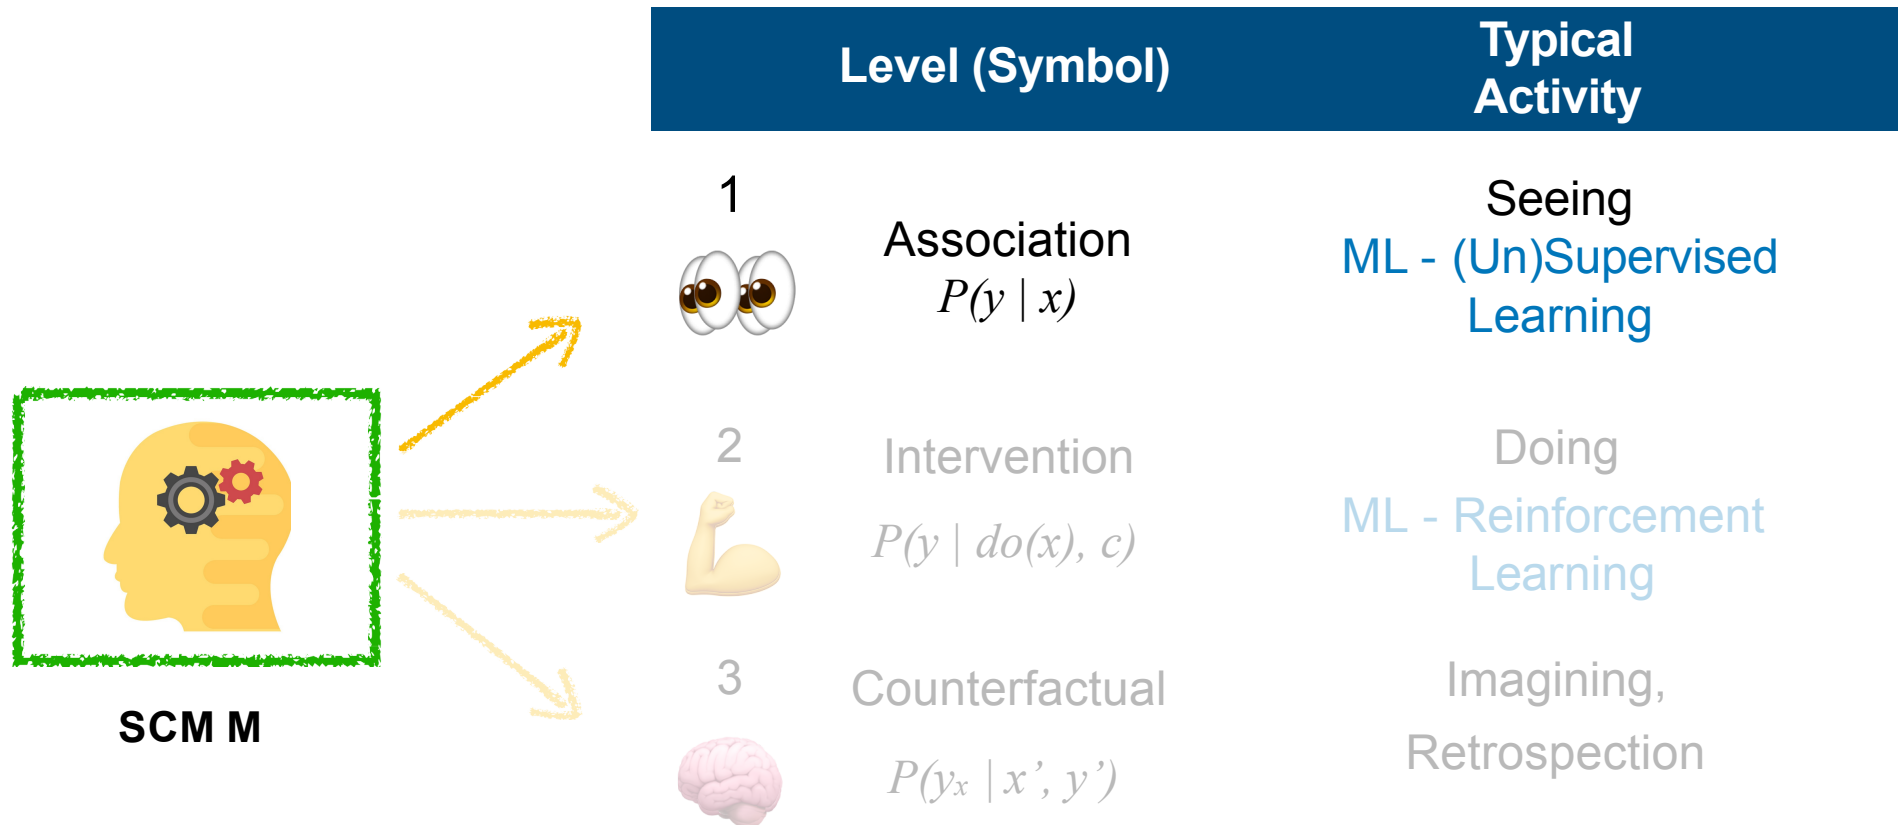 Level (Symbol)
Typical
Activity
1
Association
P(y | x)
Seeing
ML - (Un)Supervised
Learning
2
Intervention
P(y | do(x), c)
Doing
ML - Reinforcement
Learning
3
Counterfactual
P(yₓ | x’, y’)
Imagining,
Retrospection
SCM M